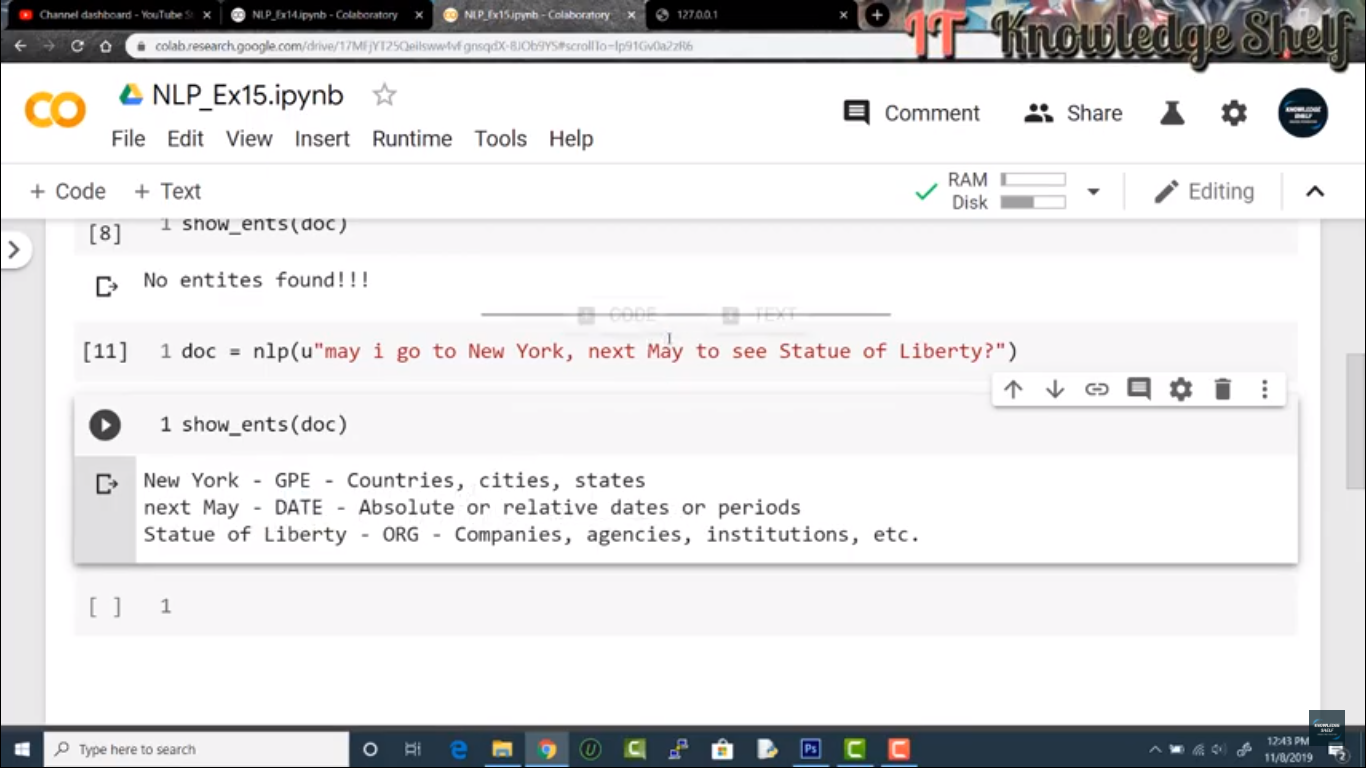 Channel dashboard - YouTube S
NLP_Ex14.ipynb - Colaboratory
NLP_Ex15.ipynb - Colaboratory
127.0.0.1
IT Knowledge Shelf
NLP_Ex15.ipynb
Comment
Share
File Edit View Insert Runtime Tools Help
+ Code + Text
RAM
Disk
Editing
[8] 1 show_ents(doc)
No entites found!!!
+ CODE + TEXT
[11] 1 doc = nlp(u"may i go to New York, next May to see Statue of Liberty?")
1 show_ents(doc)
New York - GPE - Countries, cities, states
next May - DATE - Absolute or relative dates or periods
Statue of Liberty - ORG - Companies, agencies, institutions, etc.
[ ] 1
Type here to search
12:43 PM
11/8/2019